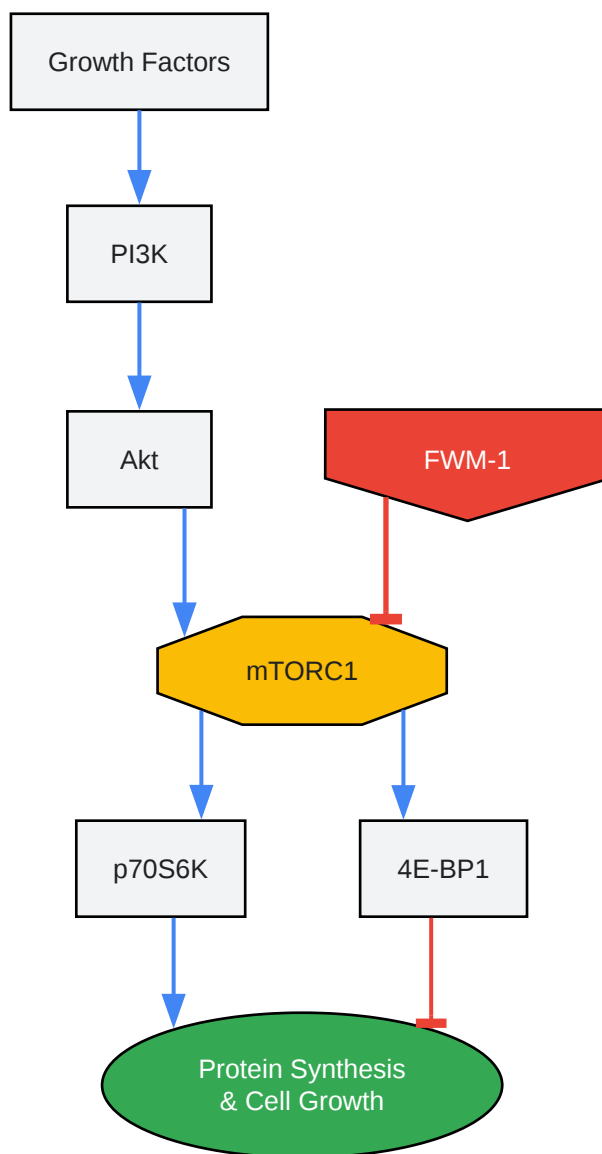 Growth Factors
PI3K
Akt
FWM-1
mTORC1
p70S6K
4E-BP1
Protein Synthesis
& Cell Growth